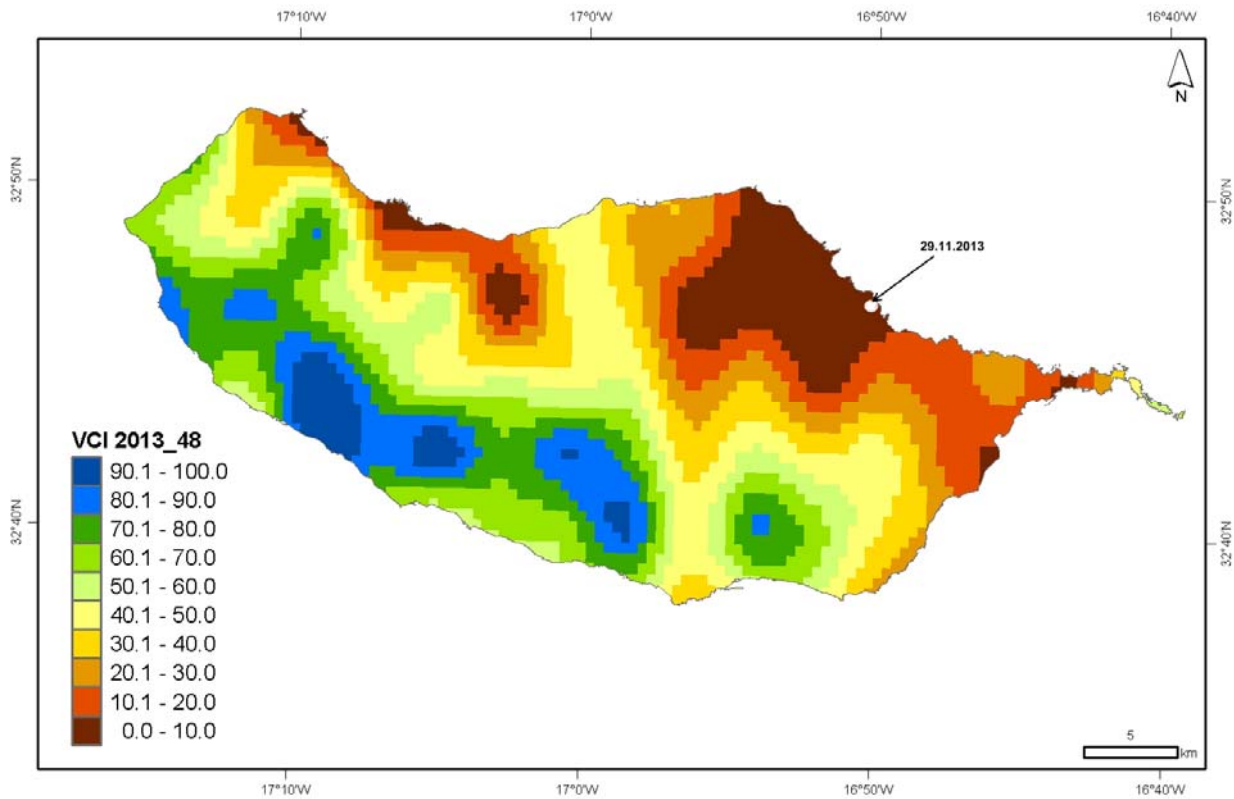 17°10'W 17°0'W 16°50'W 16°40'W
N
32°50'N 32°50'N
29.11.2013
VCI 2013_48
90.1 - 100.0
80.1 - 90.0
70.1 - 80.0
60.1 - 70.0
50.1 - 60.0
40.1 - 50.0
30.1 - 40.0
20.1 - 30.0
10.1 - 20.0
0.0 - 10.0
32°40'N 32°40'N
5
km
17°10'W 17°0'W 16°50'W 16°40'W